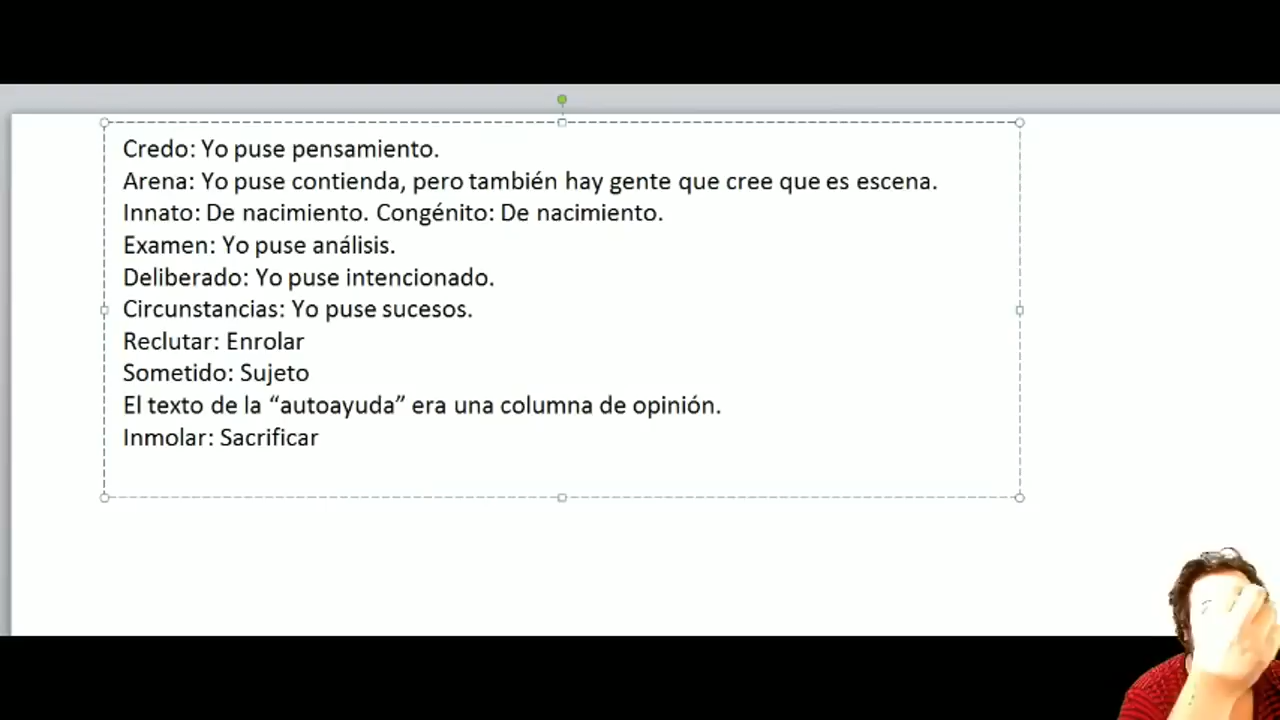 Credo: Yo puse pensamiento.
Arena: Yo puse contienda, pero también hay gente que cree que es escena.
Innato: De nacimiento. Congénito: De nacimiento.
Examen: Yo puse análisis.
Deliberado: Yo puse intencionado.
Circunstancias: Yo puse sucesos.
Reclutar: Enrolar
Sometido: Sujeto
El texto de la “autoayuda” era una columna de opinión.
Inmolar: Sacrificar